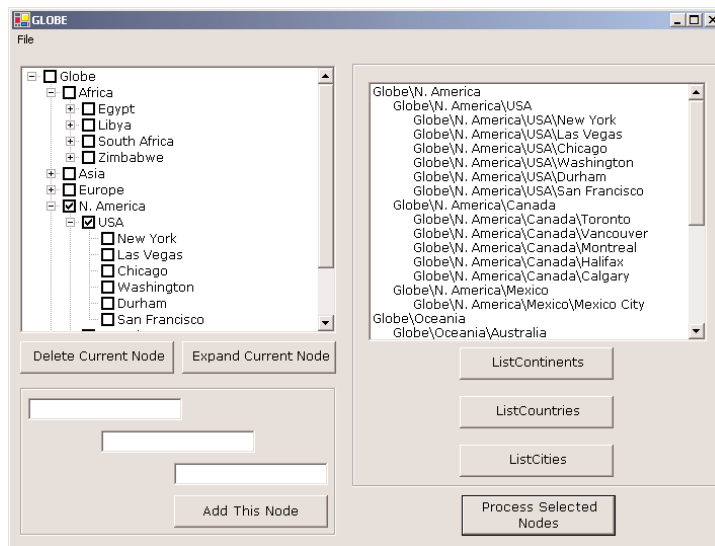 GLOBE
File
Globe
Africa
Egypt
Libya
South Africa
Zimbabwe
Asia
Europe
N. America
USA
New York
Las Vegas
Chicago
Washington
Durham
San Francisco
Delete Current Node
Expand Current Node
Add This Node
Globe\N. America
Globe\N. America\USA
Globe\N. America\USA\New York
Globe\N. America\USA\Las Vegas
Globe\N. America\USA\Chicago
Globe\N. America\USA\Washington
Globe\N. America\USA\Durham
Globe\N. America\USA\San Francisco
Globe\N. America\Canada
Globe\N. America\Canada\Toronto
Globe\N. America\Canada\Vancouver
Globe\N. America\Canada\Montreal
Globe\N. America\Canada\Halifax
Globe\N. America\Canada\Calgary
Globe\N. America\Mexico
Globe\N. America\Mexico\Mexico City
Globe\Oceania
Globe\Oceania\Australia
ListContinents
ListCountries
ListCities
Process Selected
Nodes